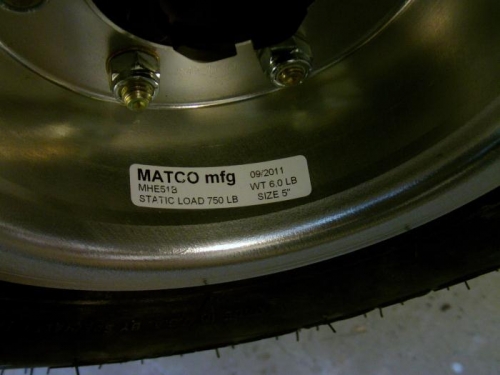 MATCO mfg 09/2011
MHE51B WT 6.0 LB
STATIC LOAD 750 LB SIZE 5"